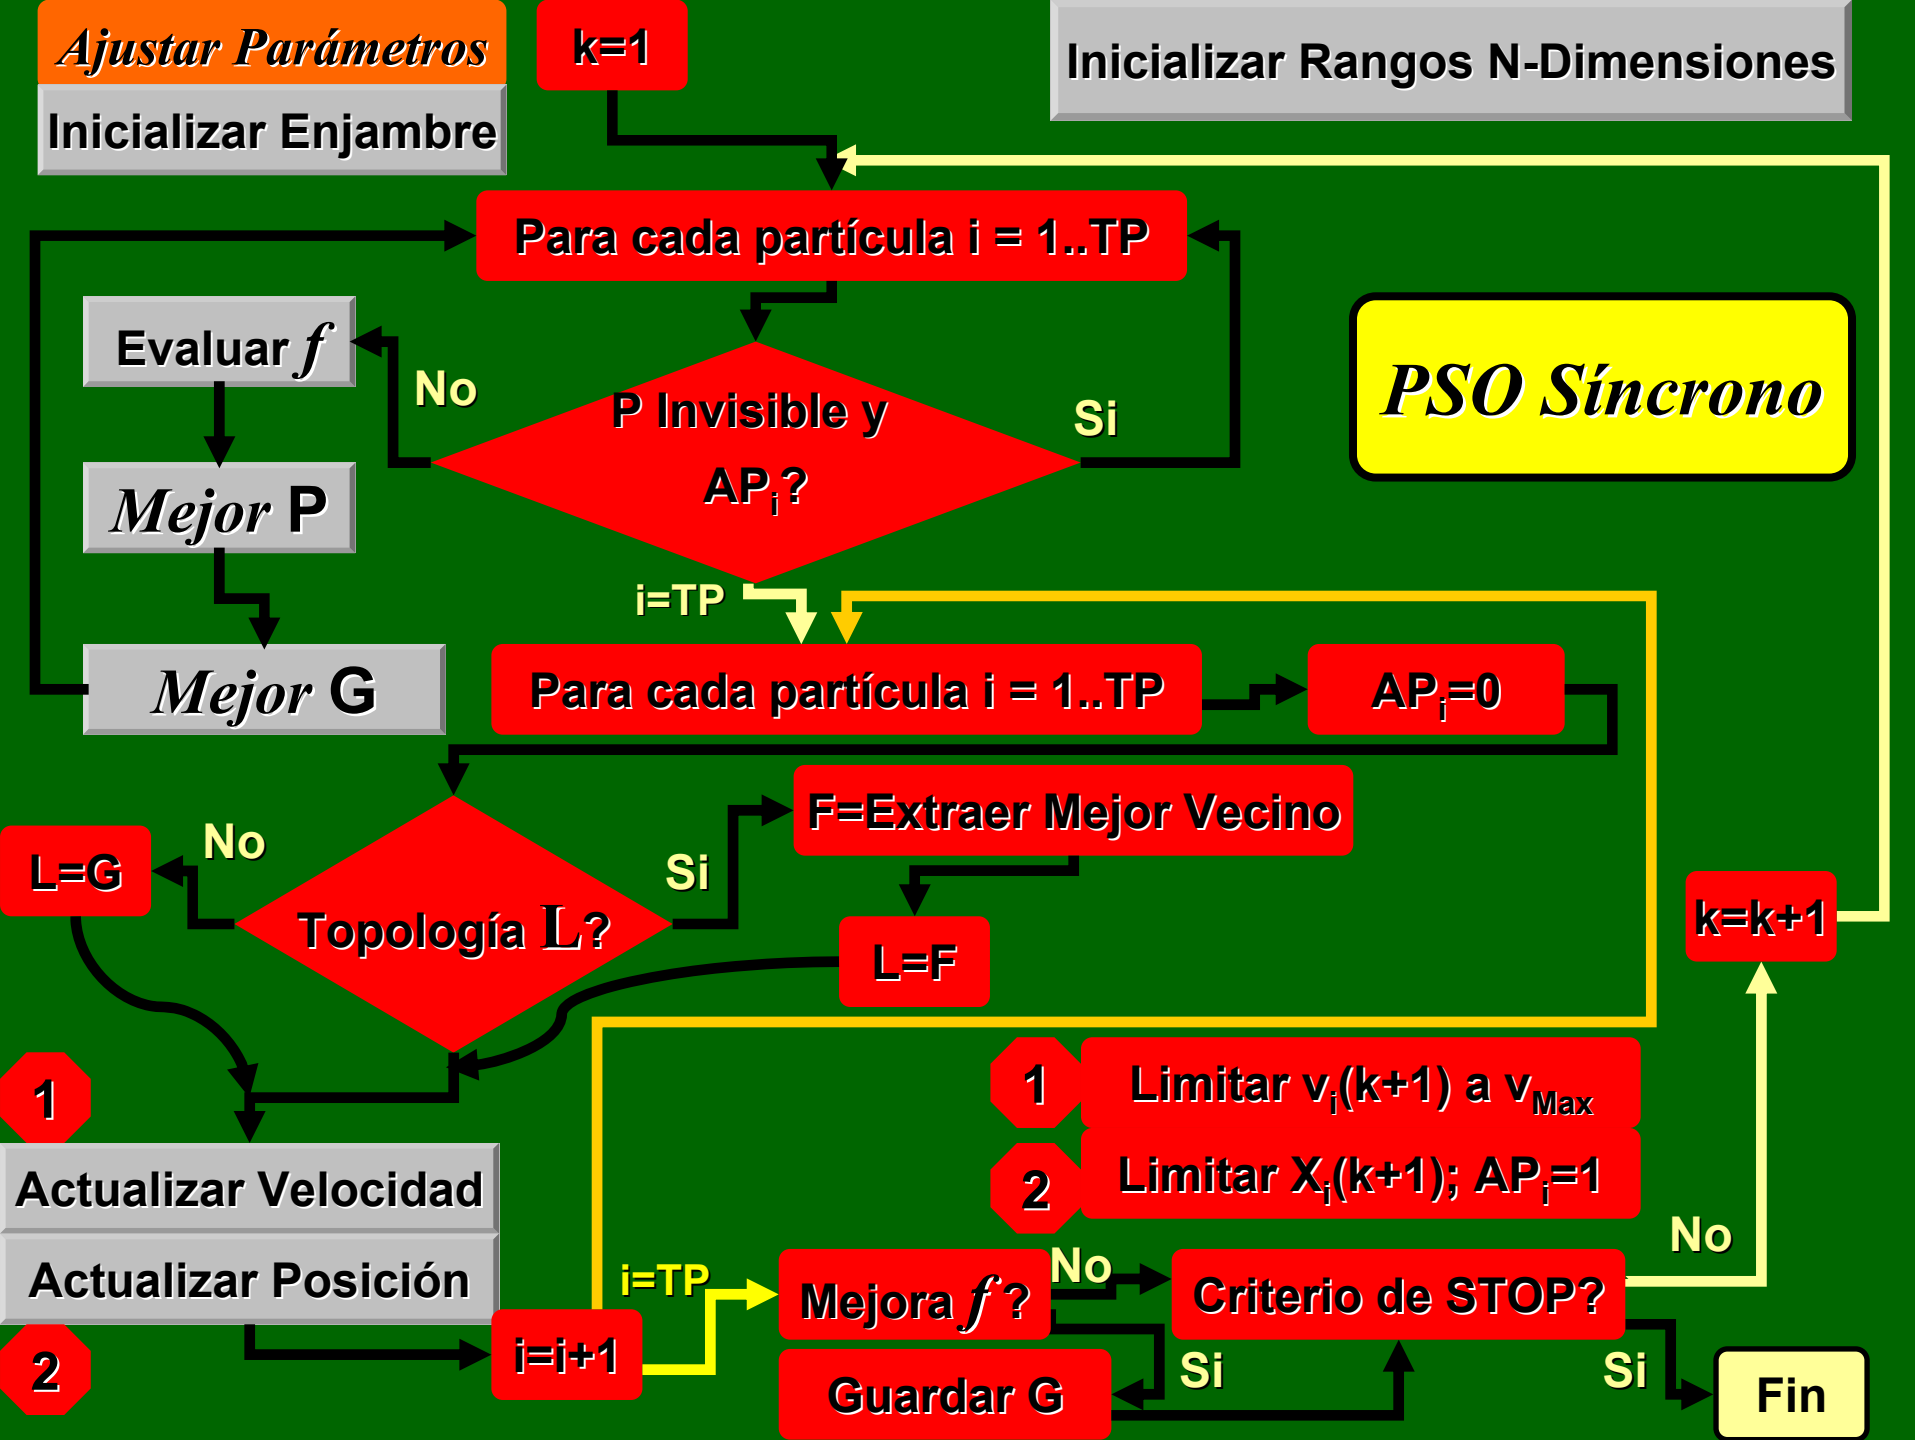 Ajustar Parámetros
k=1
Inicializar Rangos N-Dimensiones
Inicializar Enjambre
Para cada partícula i = 1..TP
Evaluar f
No
P Invisible y
APi?
Si
PSO Síncrono
Mejor P
i=TP
Mejor G
Para cada partícula i = 1..TP
APi=0
F=Extraer Mejor Vecino
No
L=G
Si
Topología L?
L=F
k=k+1
1
1
Limitar vi(k+1) a vMax
2
Limitar Xi(k+1); APi=1
Actualizar Velocidad
Actualizar Posición
No
i=TP
Mejora f ?
No
Criterio de STOP?
2
i=i+1
Guardar G
Si
Si
Fin